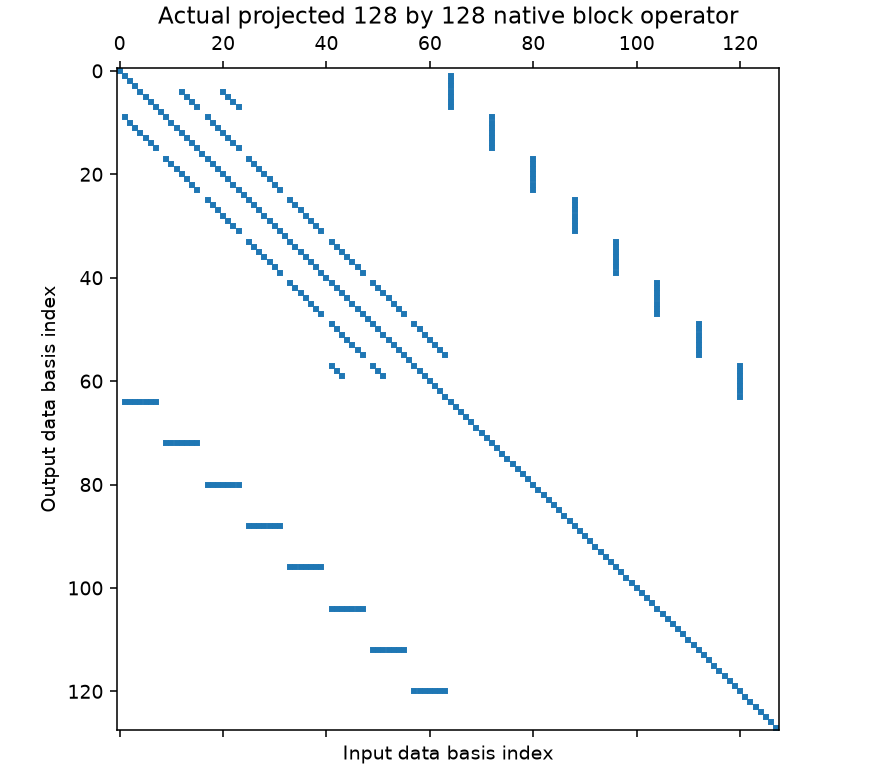 Actual projected 128 by 128 native block operator
0 20 40 60 80 100 120
0
20
40
60
80
100
120
Output data basis index
Input data basis index